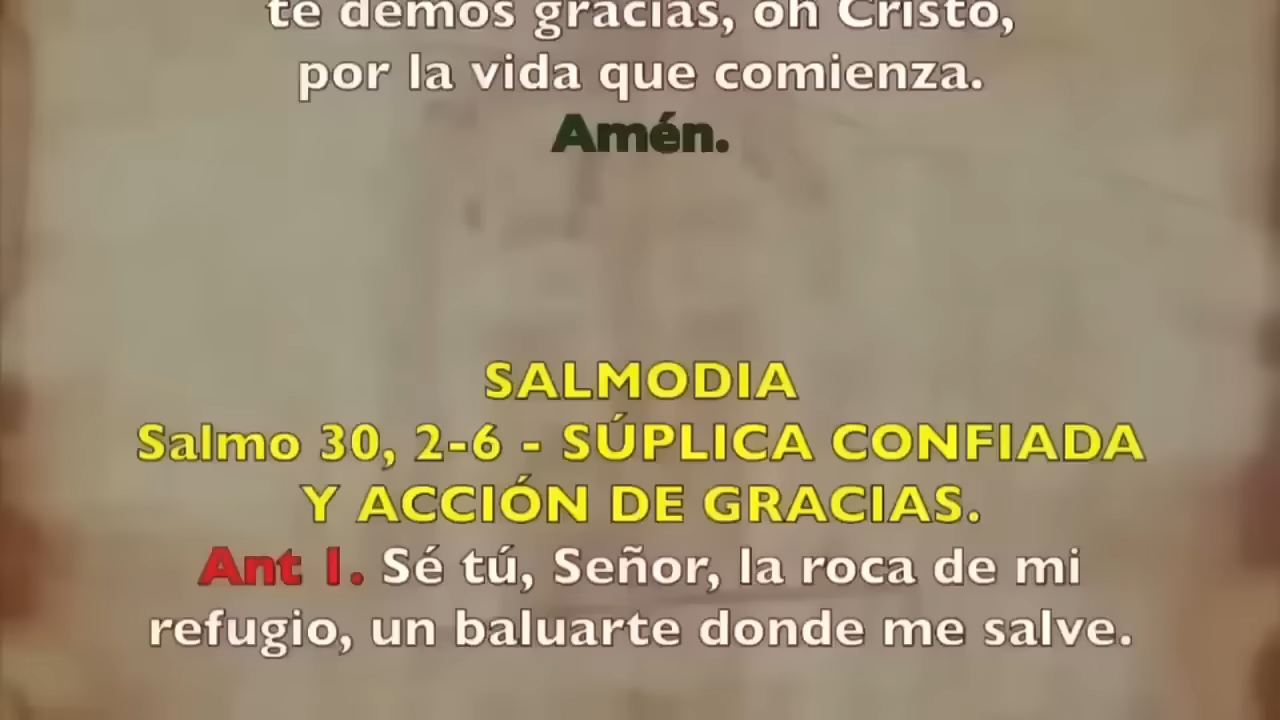 te demos gracias, oh Cristo,
por la vida que comienza.
Amén.
SALMODIA
Salmo 30, 2-6 - SÚPLICA CONFIADA
Y ACCIÓN DE GRACIAS.
Ant 1. Sé tú, Señor, la roca de mi
refugio, un baluarte donde me salve.